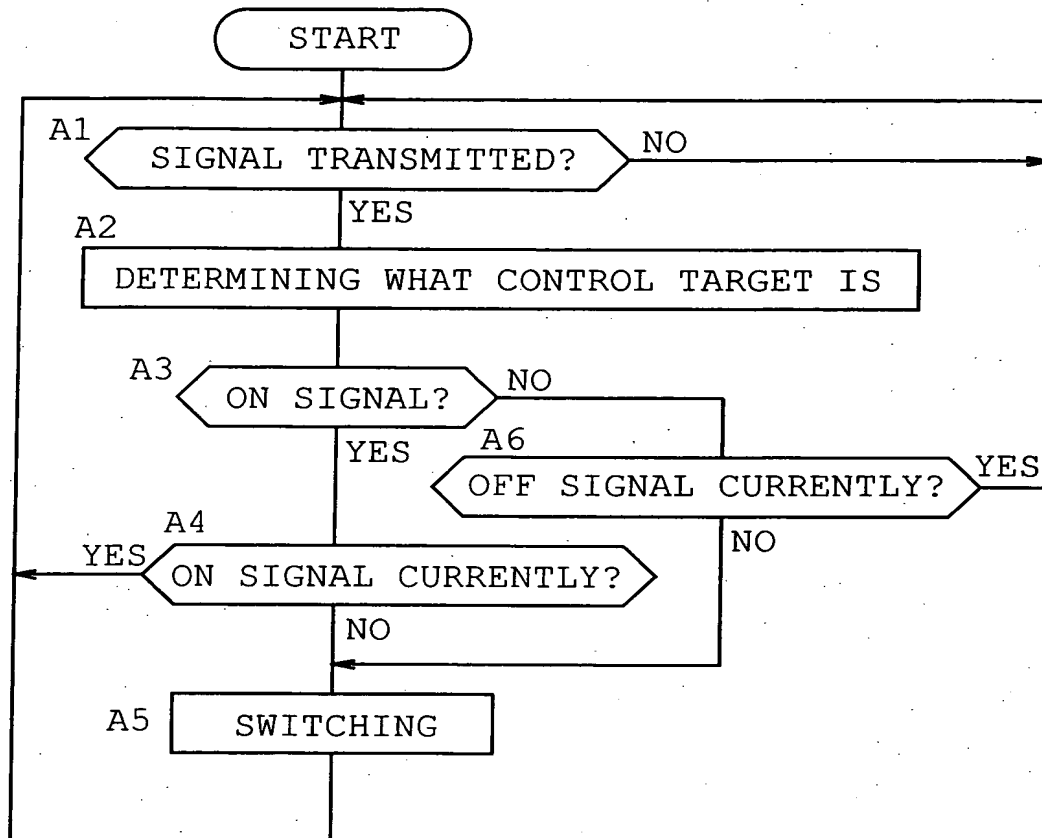 START
A1
SIGNAL TRANSMITTED?
NO
YES
A2
DETERMINING WHAT CONTROL TARGET IS
A3
ON SIGNAL?
NO
YES
A6
OFF SIGNAL CURRENTLY?
YES
NO
A4
YES
ON SIGNAL CURRENTLY?
NO
A5
SWITCHING